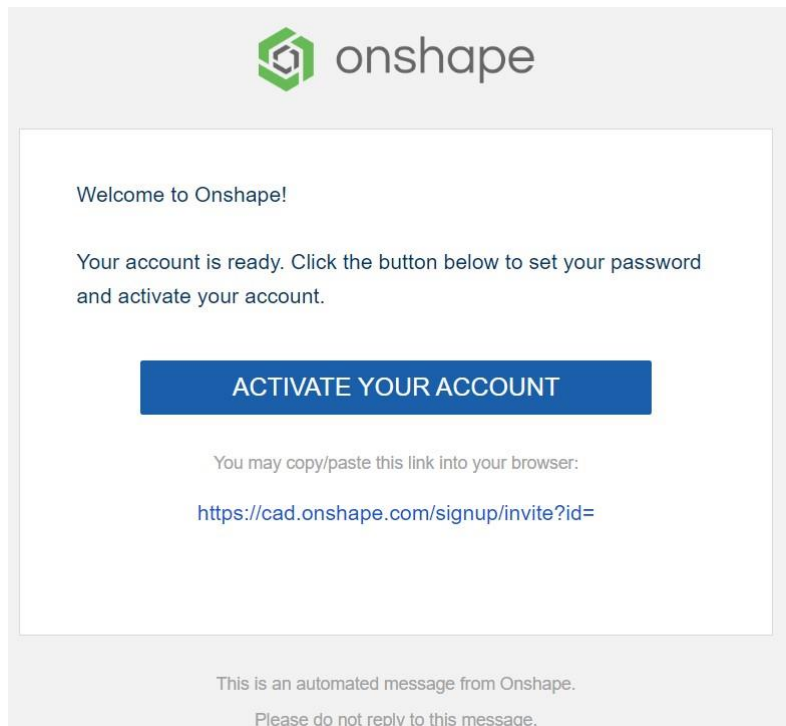 onshape
Welcome to Onshape!
Your account is ready. Click the button below to set your password
and activate your account.
ACTIVATE YOUR ACCOUNT
You may copy/paste this link into your browser:
https://cad.onshape.com/signup/invite?id=
This is an automated message from Onshape.
Please do not reply to this message.